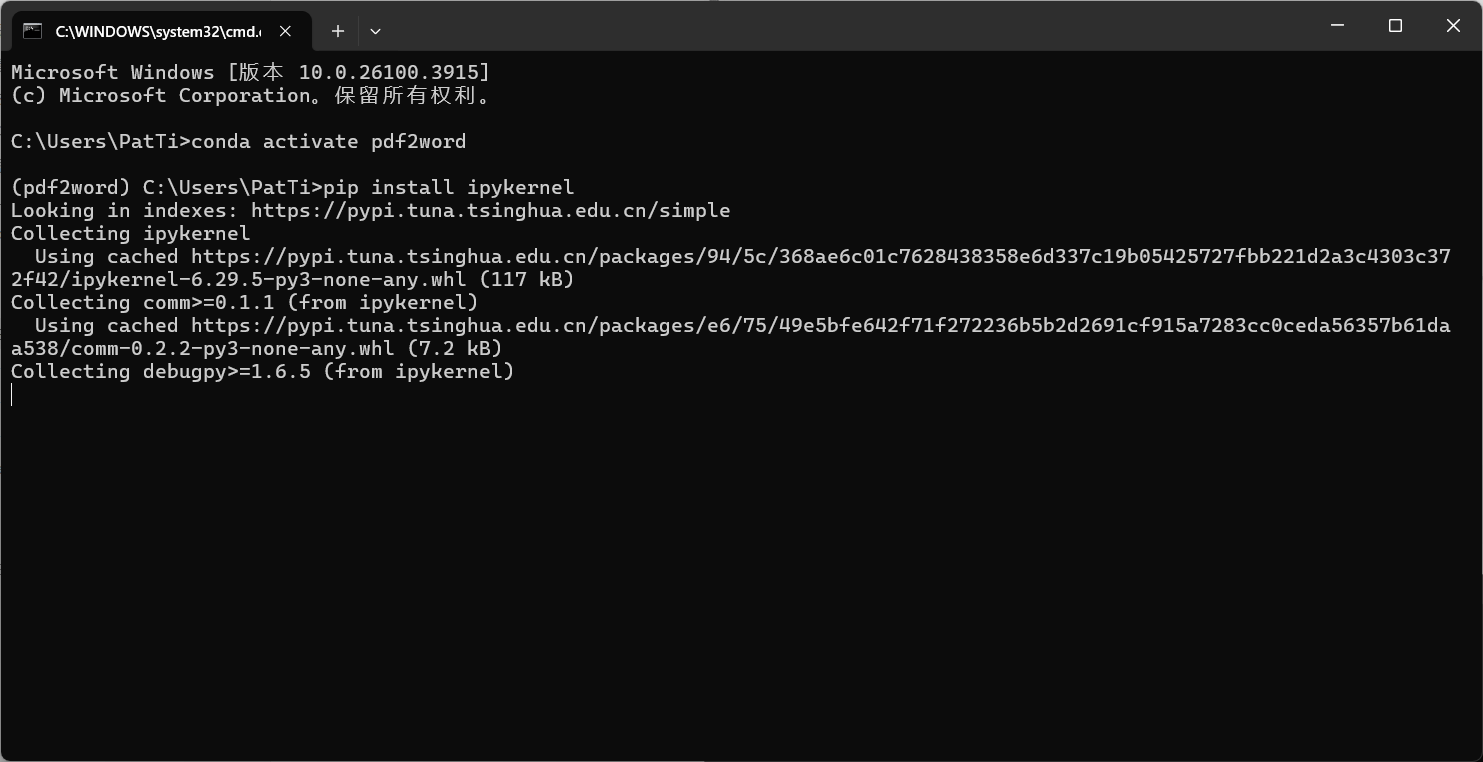 C:\WINDOWS\system32\cmd.
Microsoft Windows [版本 10.0.26100.3915]
(c) Microsoft Corporation。保留所有权利。
C:\Users\PatTi>conda activate pdf2word
(pdf2word) C:\Users\PatTi>pip install ipykernel
Looking in indexes: https://pypi.tuna.tsinghua.edu.cn/simple
Collecting ipykernel
  Using cached https://pypi.tuna.tsinghua.edu.cn/packages/94/5c/368ae6c01c7628438358e6d337c19b05425727fbb221d2a3c4303c37
2f42/ipykernel-6.29.5-py3-none-any.whl (117 kB)
Collecting comm>=0.1.1 (from ipykernel)
  Using cached https://pypi.tuna.tsinghua.edu.cn/packages/e6/75/49e5bfe642f71f272236b5b2d2691cf915a7283cc0ceda56357b61da
a538/comm-0.2.2-py3-none-any.whl (7.2 kB)
Collecting debugpy>=1.6.5 (from ipykernel)